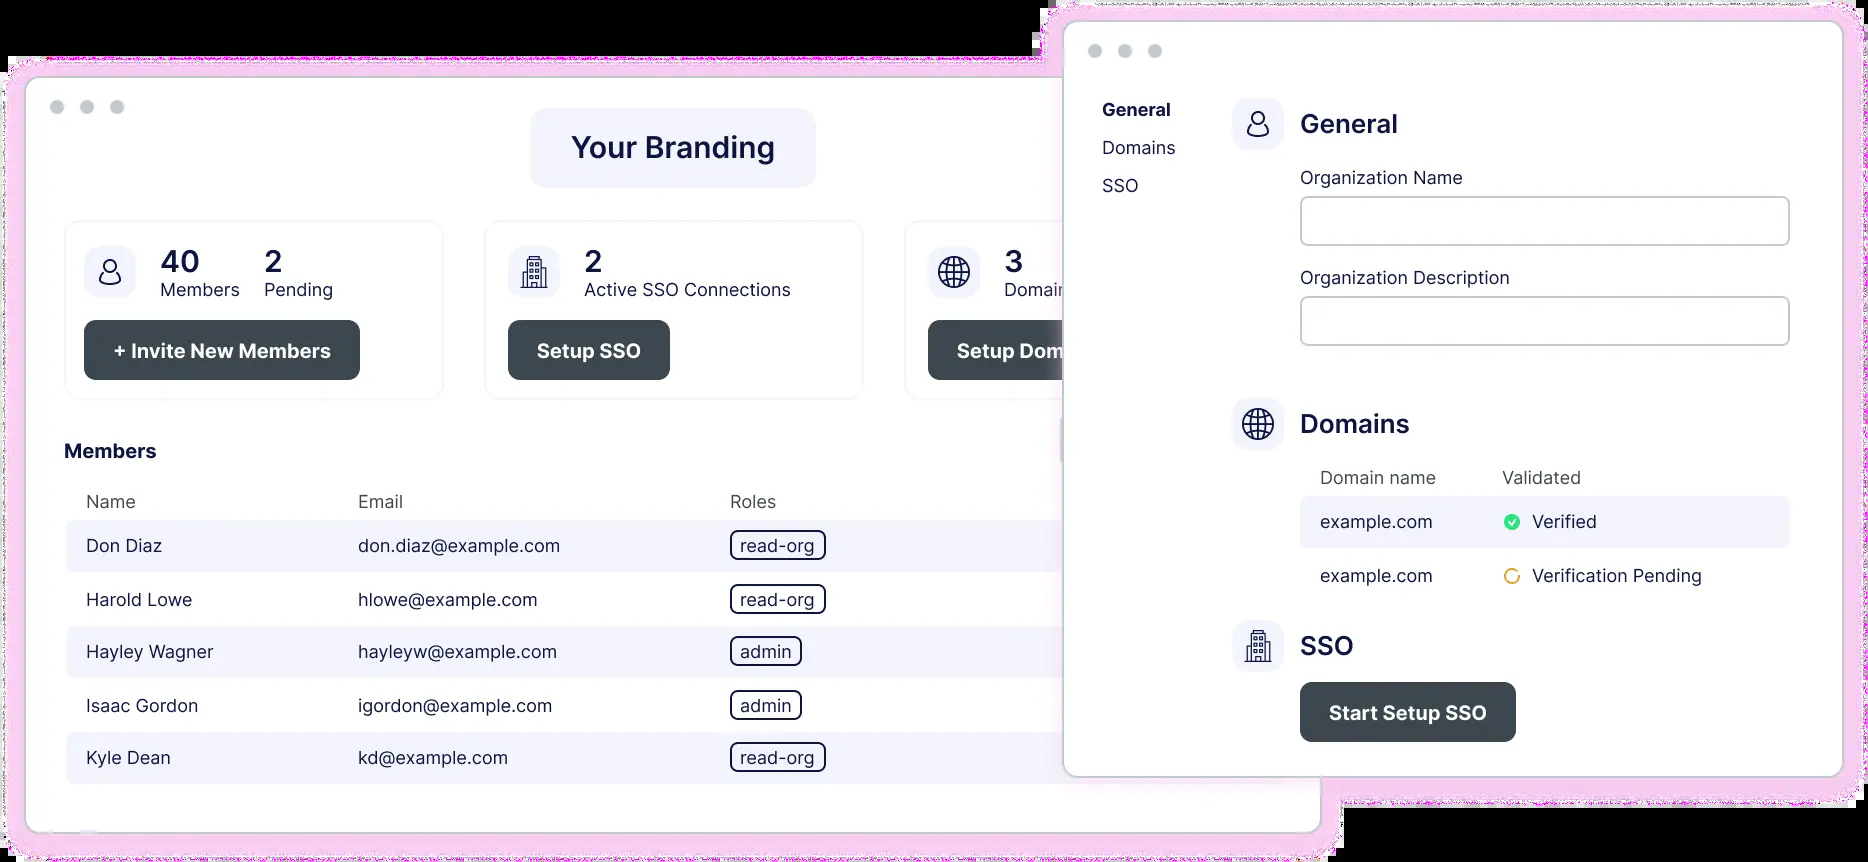 Your Branding
40 2
Members Pending
+ Invite New Members
2
Active SSO Connections
Setup SSO
3
Members
Name Email Roles
Don Diaz don.diaz@example.com read-org
Harold Lowe hlowe@example.com read-org
Hayley Wagner hayleyw@example.com admin
Isaac Gordon igordon@example.com admin
Kyle Dean kd@example.com read-org
Setup
General
Domains
SSO
General
Organization Name
Organization Description
Domains
Domain name Validated
example.com Verified
example.com Verification Pending
SSO
Start Setup SSO